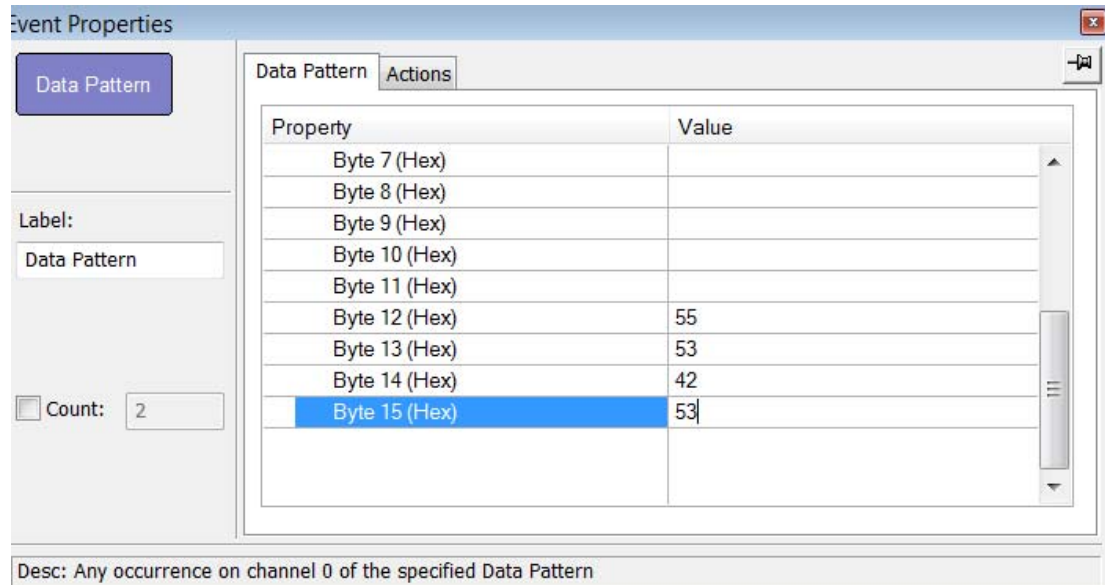 Event Properties
Data Pattern
Label:
Data Pattern
Count: 2
Data Pattern Actions
Property Value
Byte 7 (Hex)
Byte 8 (Hex)
Byte 9 (Hex)
Byte 10 (Hex)
Byte 11 (Hex)
Byte 12 (Hex) 55
Byte 13 (Hex) 53
Byte 14 (Hex) 42
Byte 15 (Hex) 53
Desc: Any occurrence on channel 0 of the specified Data Pattern